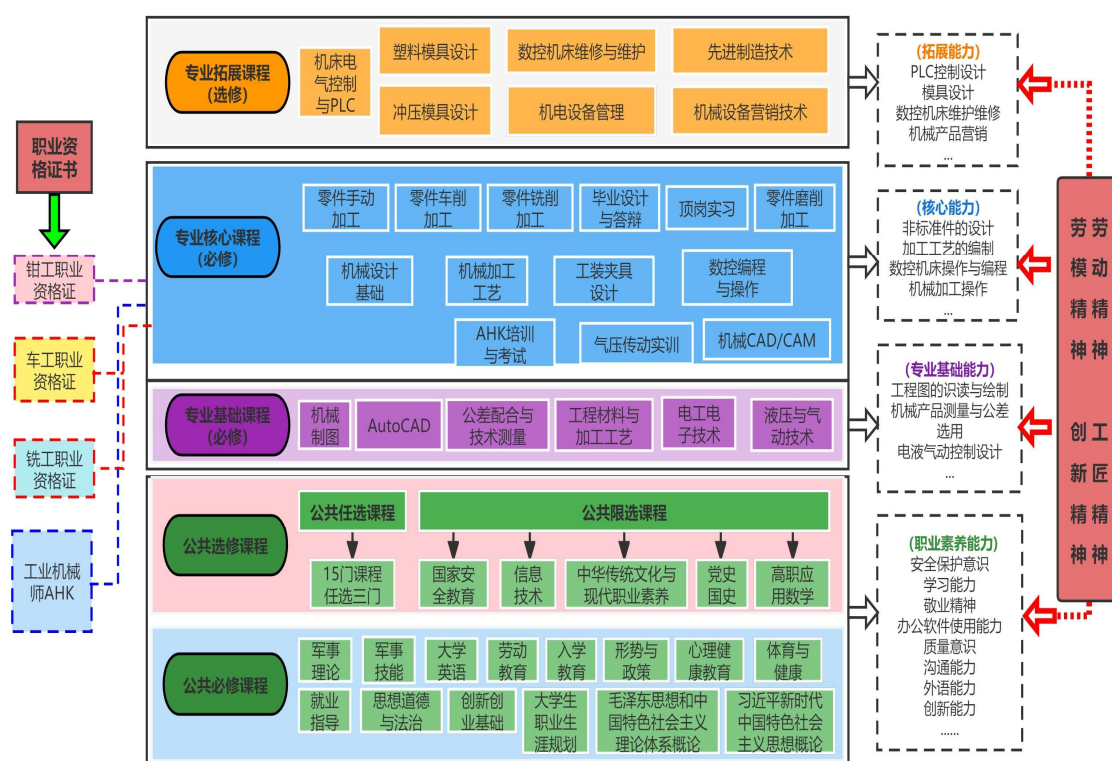 职业资
格证书
钳工职业
资格证
车工职业
资格证
铣工职业
资格证
工业机械
师AHK
专业拓展课程
(选修)
机床电
气控制
与PLC
塑料模具设计
数控机床维修与维护
先进制造技术
冲压模具设计
机电设备管理
机械设备营销技术
专业核心课程
(必修)
零件手动
加工
零件车削
加工
零件铣削
加工
毕业设计
与答辩
顶岗实习
零件磨削
加工
机械设计
基础
机械加工
工艺
工装夹具
设计
数控编程
与操作
AHK培训
与考试
气压传动实训
机械CAD/CAM
专业基础课程
(必修)
机械
制图
AutoCAD
公差配合与
技术测量
工程材料与
加工工艺
电工电
子技术
液压与气
动技术
公共选修课程
公共任选课程
公共限选课程
15门课程
任选三门
国家安
全教育
信息
技术
中华传统文化与
现代职业素养
党史
国史
高职应
用数学
公共必修课程
军事
理论
军事
技能
大学
英语
劳动
教育
入学
教育
形势与
政策
心理健
康教育
体育与
健康
就业
指导
思想道德
与法治
创新创
业基础
大学生
职业生
涯规划
毛泽东思想和中
国特色社会主义
理论体系概论
习近平新时代
中国特色社会
主义思想概论
(拓展能力)
PLC控制设计
模具设计
数控机床维护维修
机械产品营销
...
(核心能力)
非标准件的设计
加工工艺的编制
数控机床操作与编程
机械加工操作
...
(专业基础能力)
工程图的识读与绘制
机械产品测量与公差
选用
电液气动控制设计
...
(职业素养能力)
安全保护意识
学习能力
敬业精神
办公软件使用能力
质量意识
沟通能力
外语能力
创新能力
......
劳动精神
工匠精神
劳模精神
创新精神